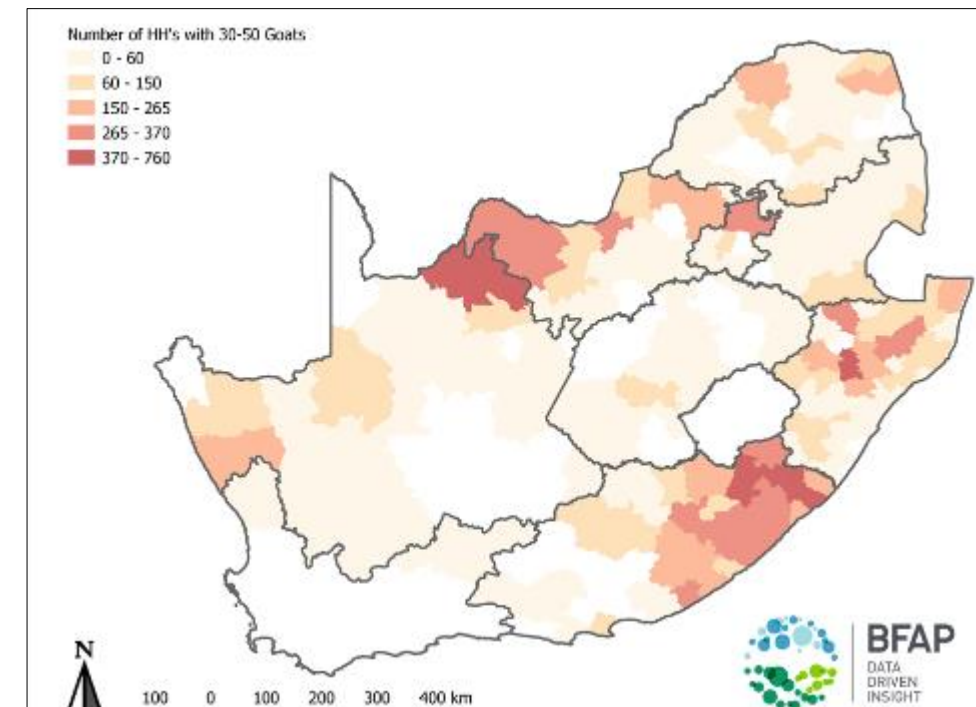 Number of HH's with 30-50 Goats
0 - 60
60 - 150
150 - 265
265 - 370
370 - 760
N
100 0 100 200 300 400 km
BFAP
DATA
DRIVEN
INSIGHT